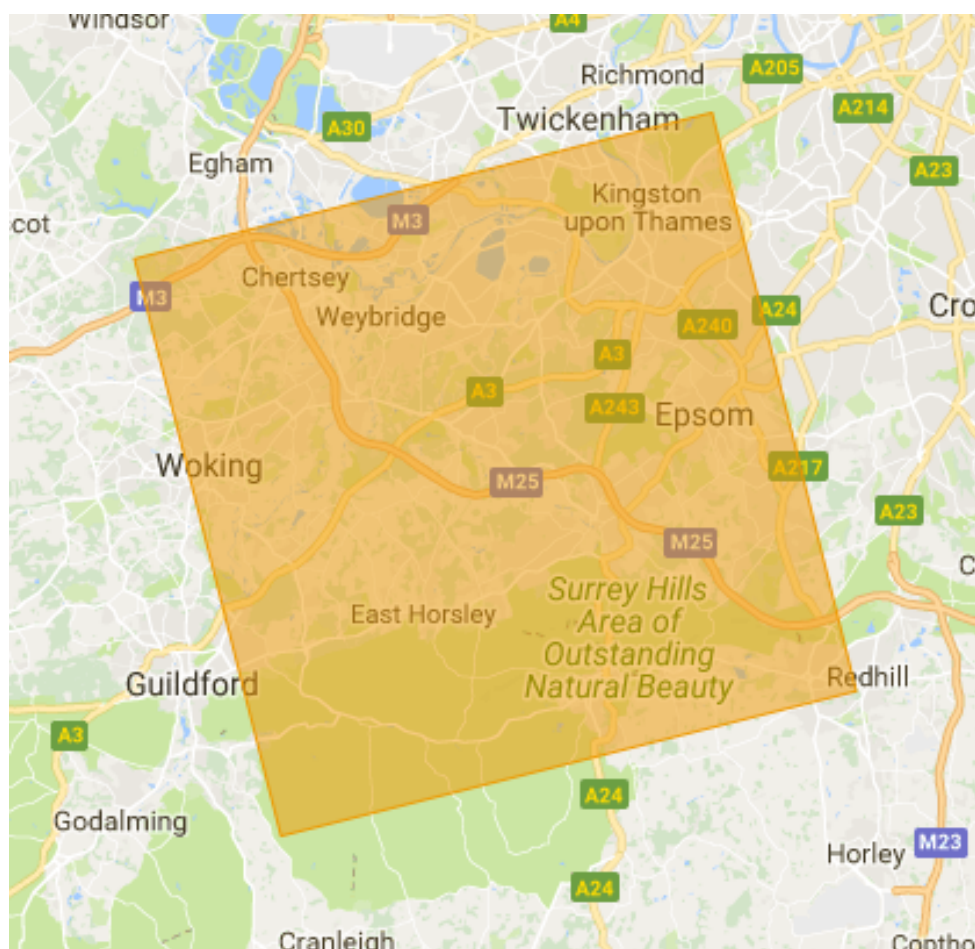 Windsor
A4
Richmond
A205
A214
A30
Twickenham
Egham
A23
Kingston
upon Thames
cot
M3
Chertsey
M3
Weybridge
A24
Cro
A240
A3
A3
A243
Epsom
Woking
A217
M25
A23
M25
C
Surrey Hills
Area of
Outstanding
Natural Beauty
East Horsley
Guildford
Redhill
A3
A24
Godalming
M23
Horley
A24
Cranleigh
Copth